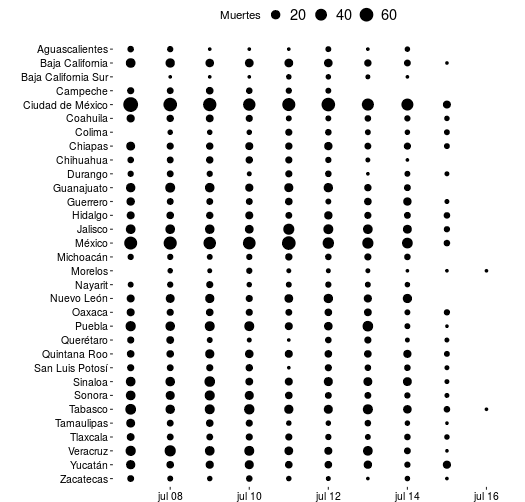 Muertes 20 40 60
Aguascalientes
Baja California
Baja California Sur
Campeche
Ciudad de México
Coahuila
Colima
Chiapas
Chihuahua
Durango
Guanajuato
Guerrero
Hidalgo
Jalisco
México
Michoacán
Morelos
Nayarit
Nuevo León
Oaxaca
Puebla
Querétaro
Quintana Roo
San Luis Potosí
Sinaloa
Sonora
Tabasco
Tamaulipas
Tlaxcala
Veracruz
Yucatán
Zacatecas
jul 08 jul 10 jul 12 jul 14 jul 16